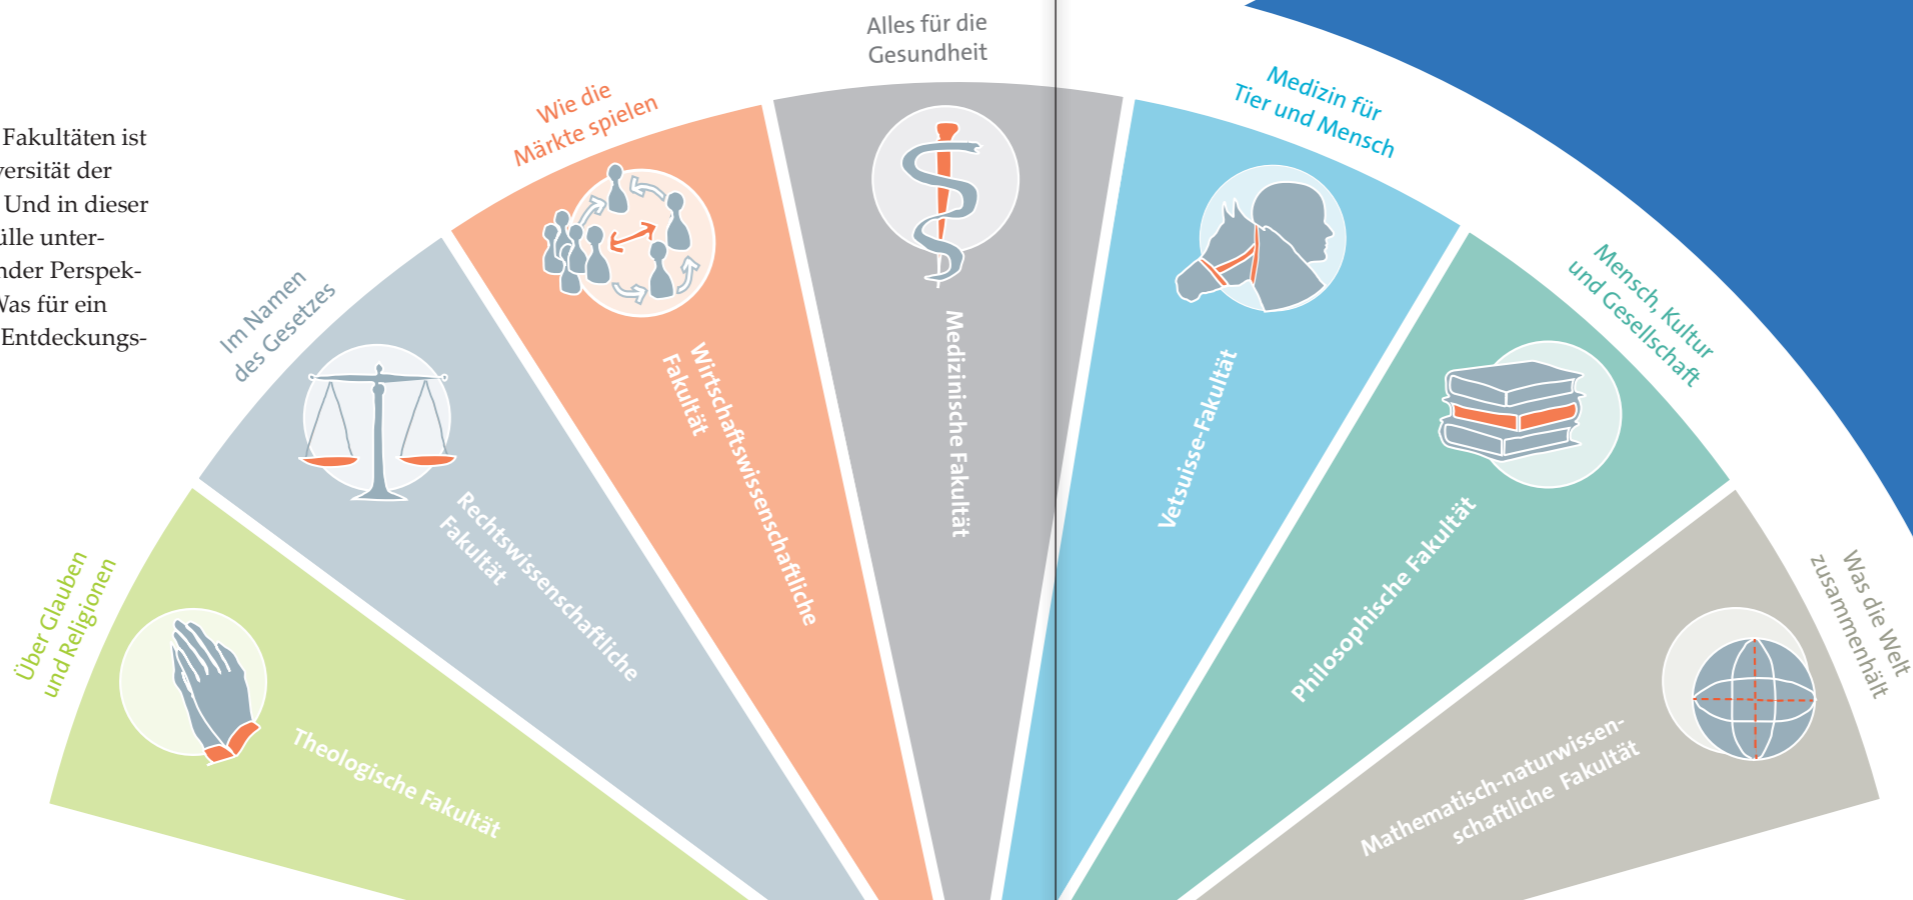 Fakultäten ist
versität der
Und in dieser
ülle unter-
nder Perspek-
Was für ein
Entdeckungs-
Über Glauben
und Religionen
Theologische Fakultät
Im Namen
des Gesetzes
Rechtswissenschaftliche
Fakultät
Wie die
Märkte spielen
Wirtschaftswissenschaftliche
Fakultät
Alles für die
Gesundheit
Medizinische Fakultät
Medizin für
Tier und Mensch
Vetsuisse-Fakultät
Mensch, Kultur
und Gesellschaft
Philosophische Fakultät
Was die Welt
zusammenhält
Mathematisch-naturwissen-
schaftliche Fakultät